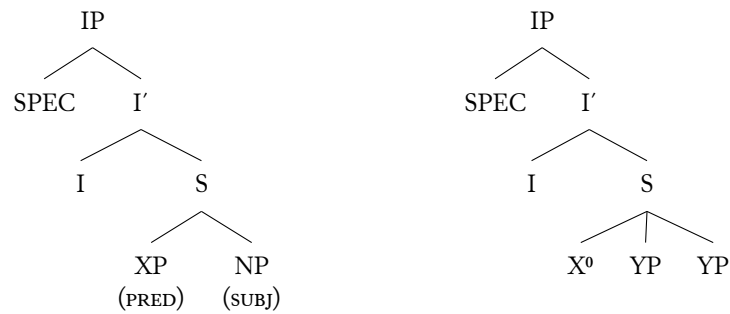 IP IP
SPEC I′ SPEC I′
I S I S
XP NP X⁰ YP YP
(PRED) (SUBJ)